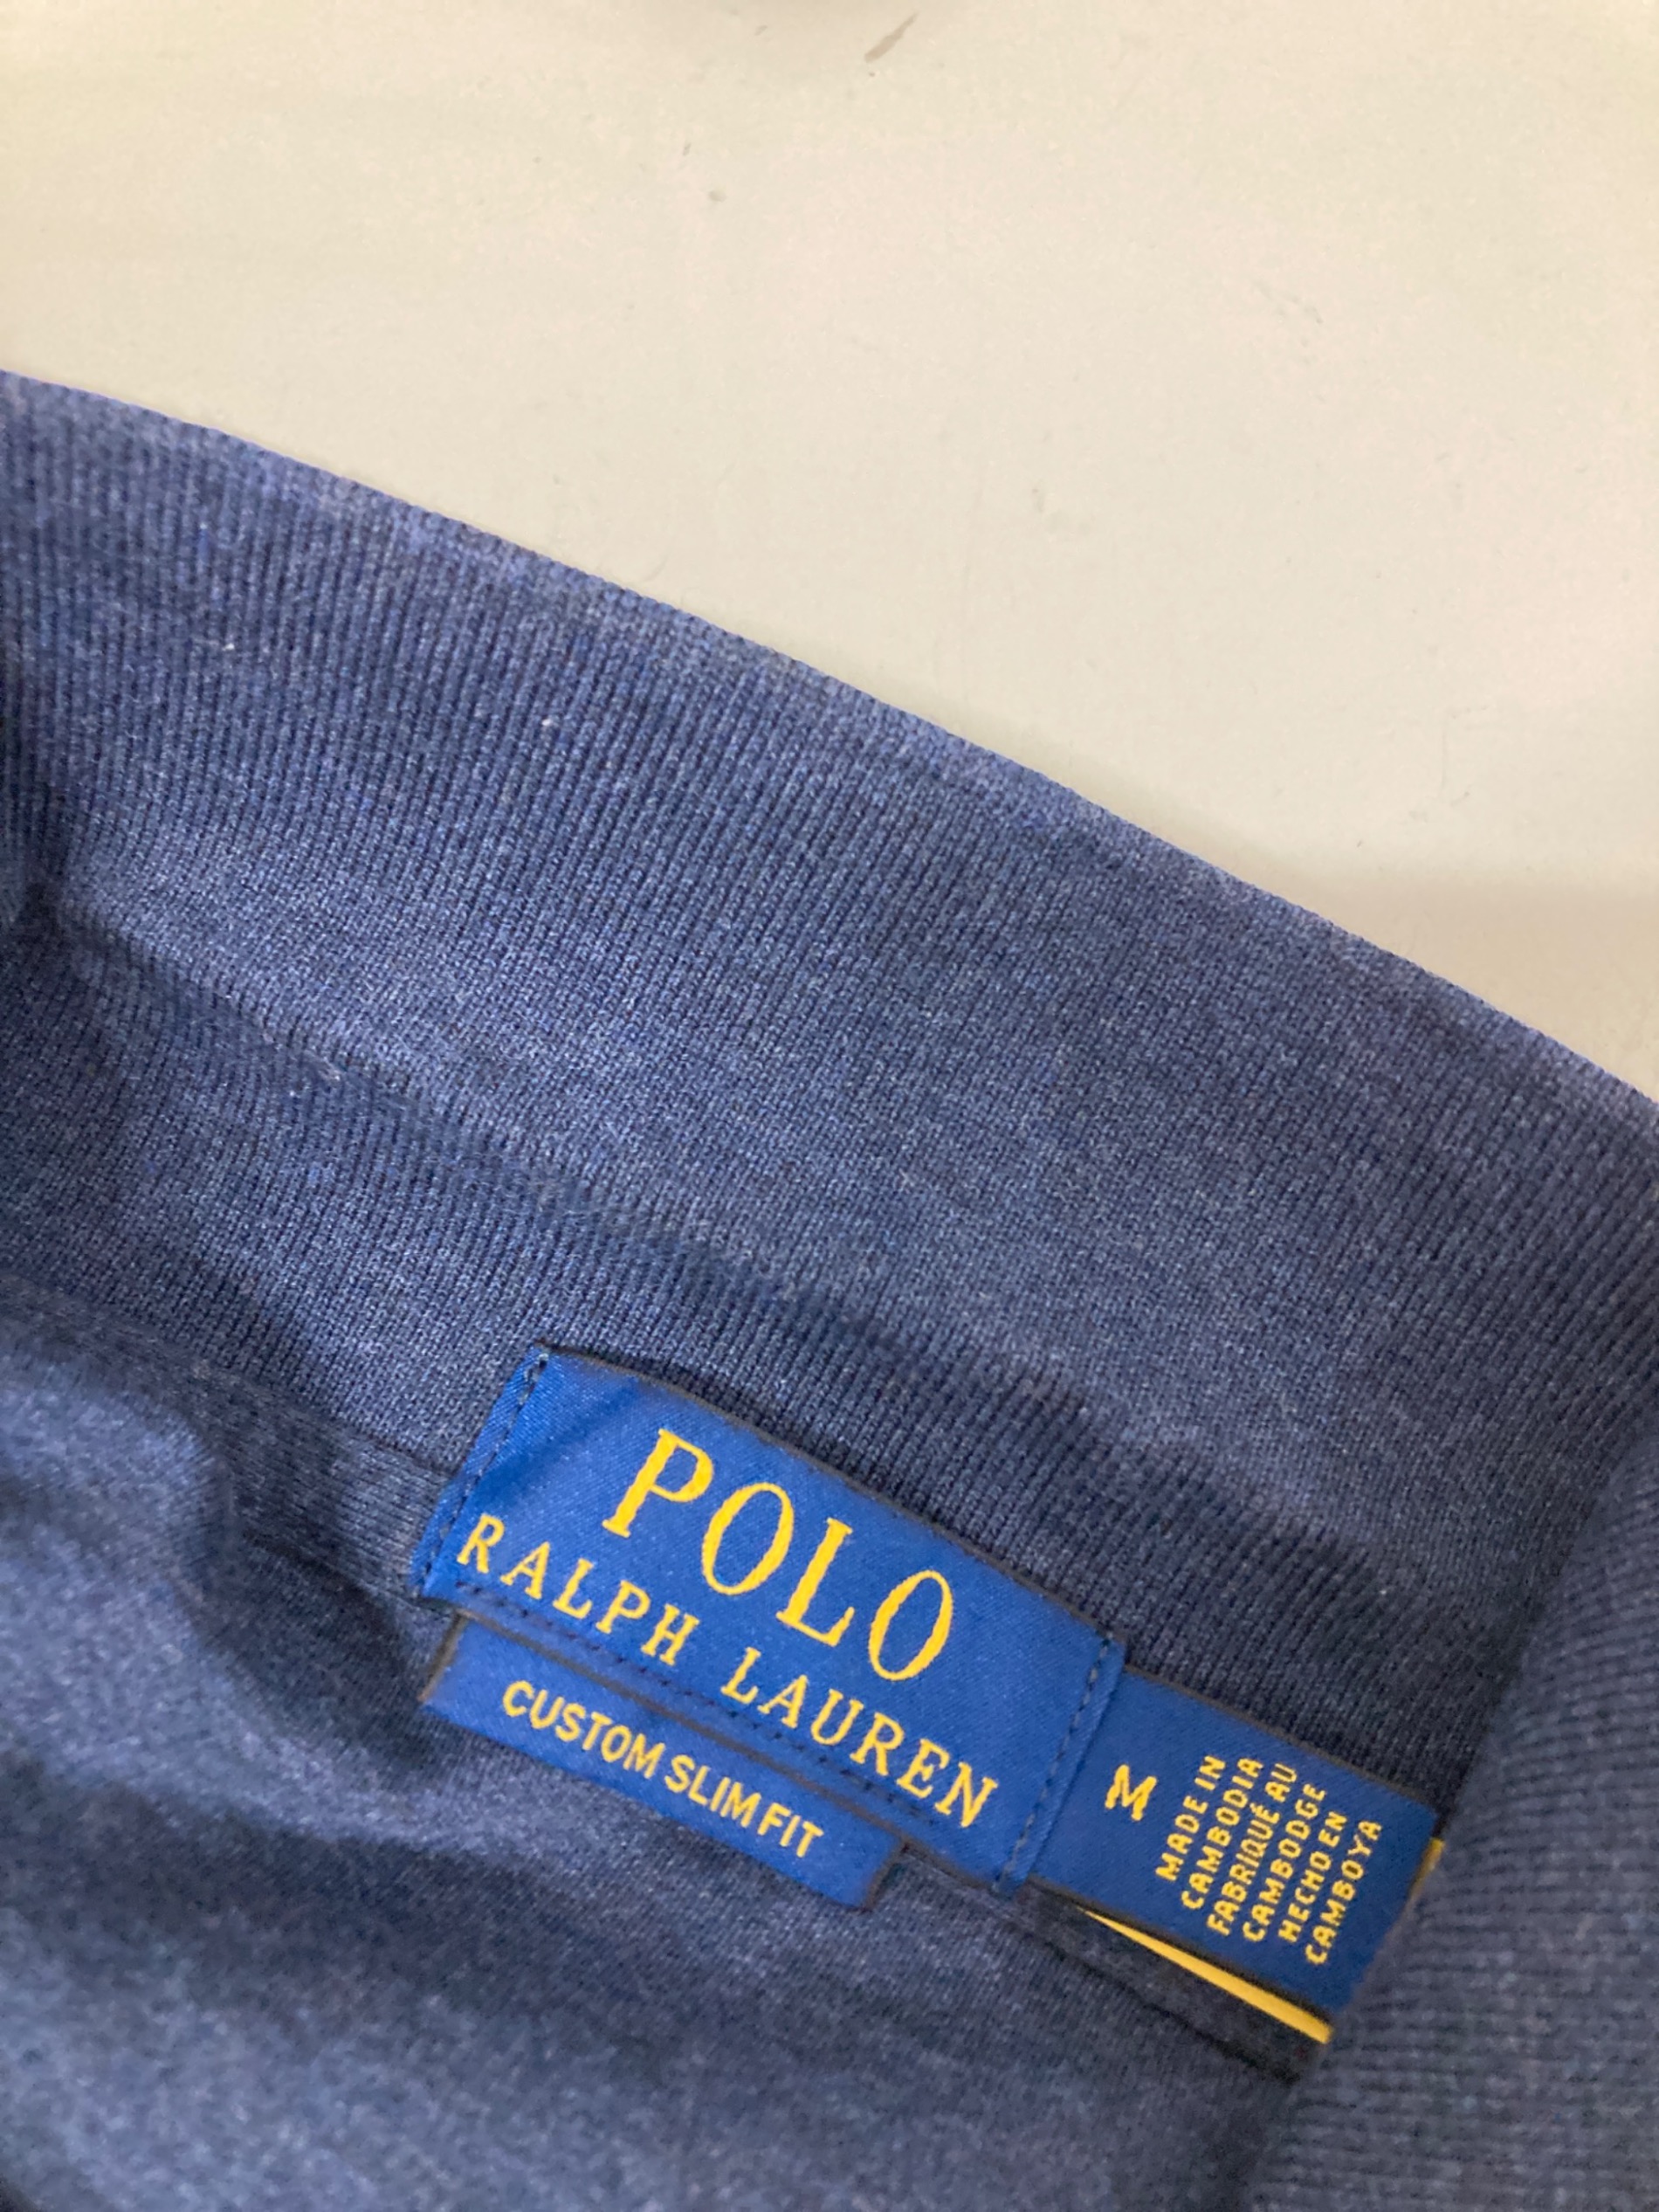 POLO
RALPH LAUREN
CUSTOM SLIM FIT
M
MADE IN
CAMBODIA
FABRIQUÉ AU
CAMBODGE
HECHO EN
CAMBOYA